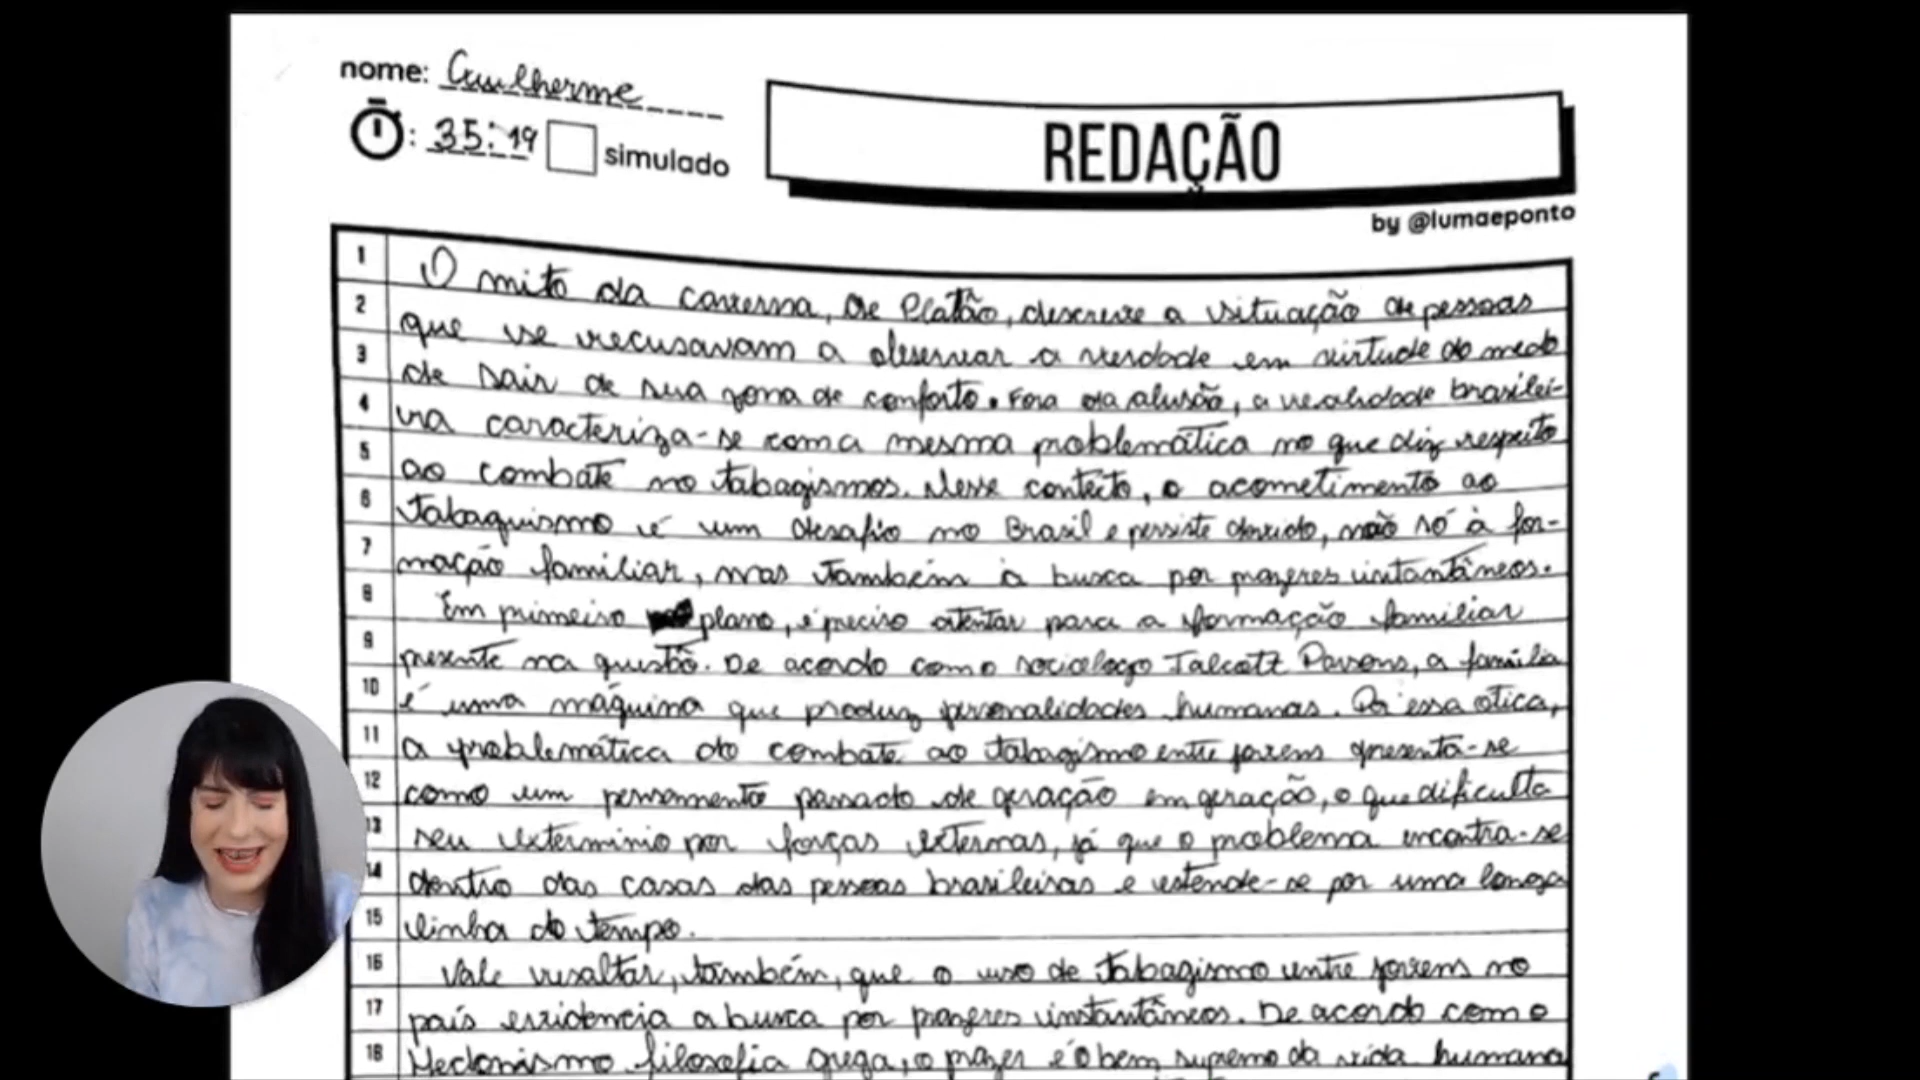 nome: Guilherme
: 35:19 simulado
REDAÇÃO
by @lumaeponto
1 O mito da caverna, de Platão, descreve a situação de pessoas
2 que se recusavam a observar a verdade em virtude do medo
3 de sair de sua zona de conforto. Fora da alusão, a realidade brasilei-
4 ra caracteriza-se com a mesma problemática no que diz respeito
5 ao combate no tabagismos. Nesse contexto, o acometimento ao
6 tabaquismo é um desafio no Brasil e persiste devido, não só à for-
7 mação familiar, mas também à busca por prazeres instantâneos.
8 Em primeiro plano, é preciso atentar para a formação familiar
9 presente na questão. De acordo com o sociologo Talcott Parsons, a família
10 é uma máquina que produz personalidades humanas. Por essa otica,
11 a problemática do combate ao tabagismo entre jovens apresenta-se
12 como um pensamento passado de geração em geração, o que dificulta
13 seu exterminio por forças externas, já que o problema encontra-se
14 dentro das casas das pessoas brasileiras e estende-se por uma longa
15 linha do tempo.
16 Vale resaltar, também, que o uso de tabagismo entre jovens no
17 país evidencia a busca por prazeres instantâneos. De acordo com o
18 Hedonismo filosofia grega, o prazer é o bem supremo da vida humana